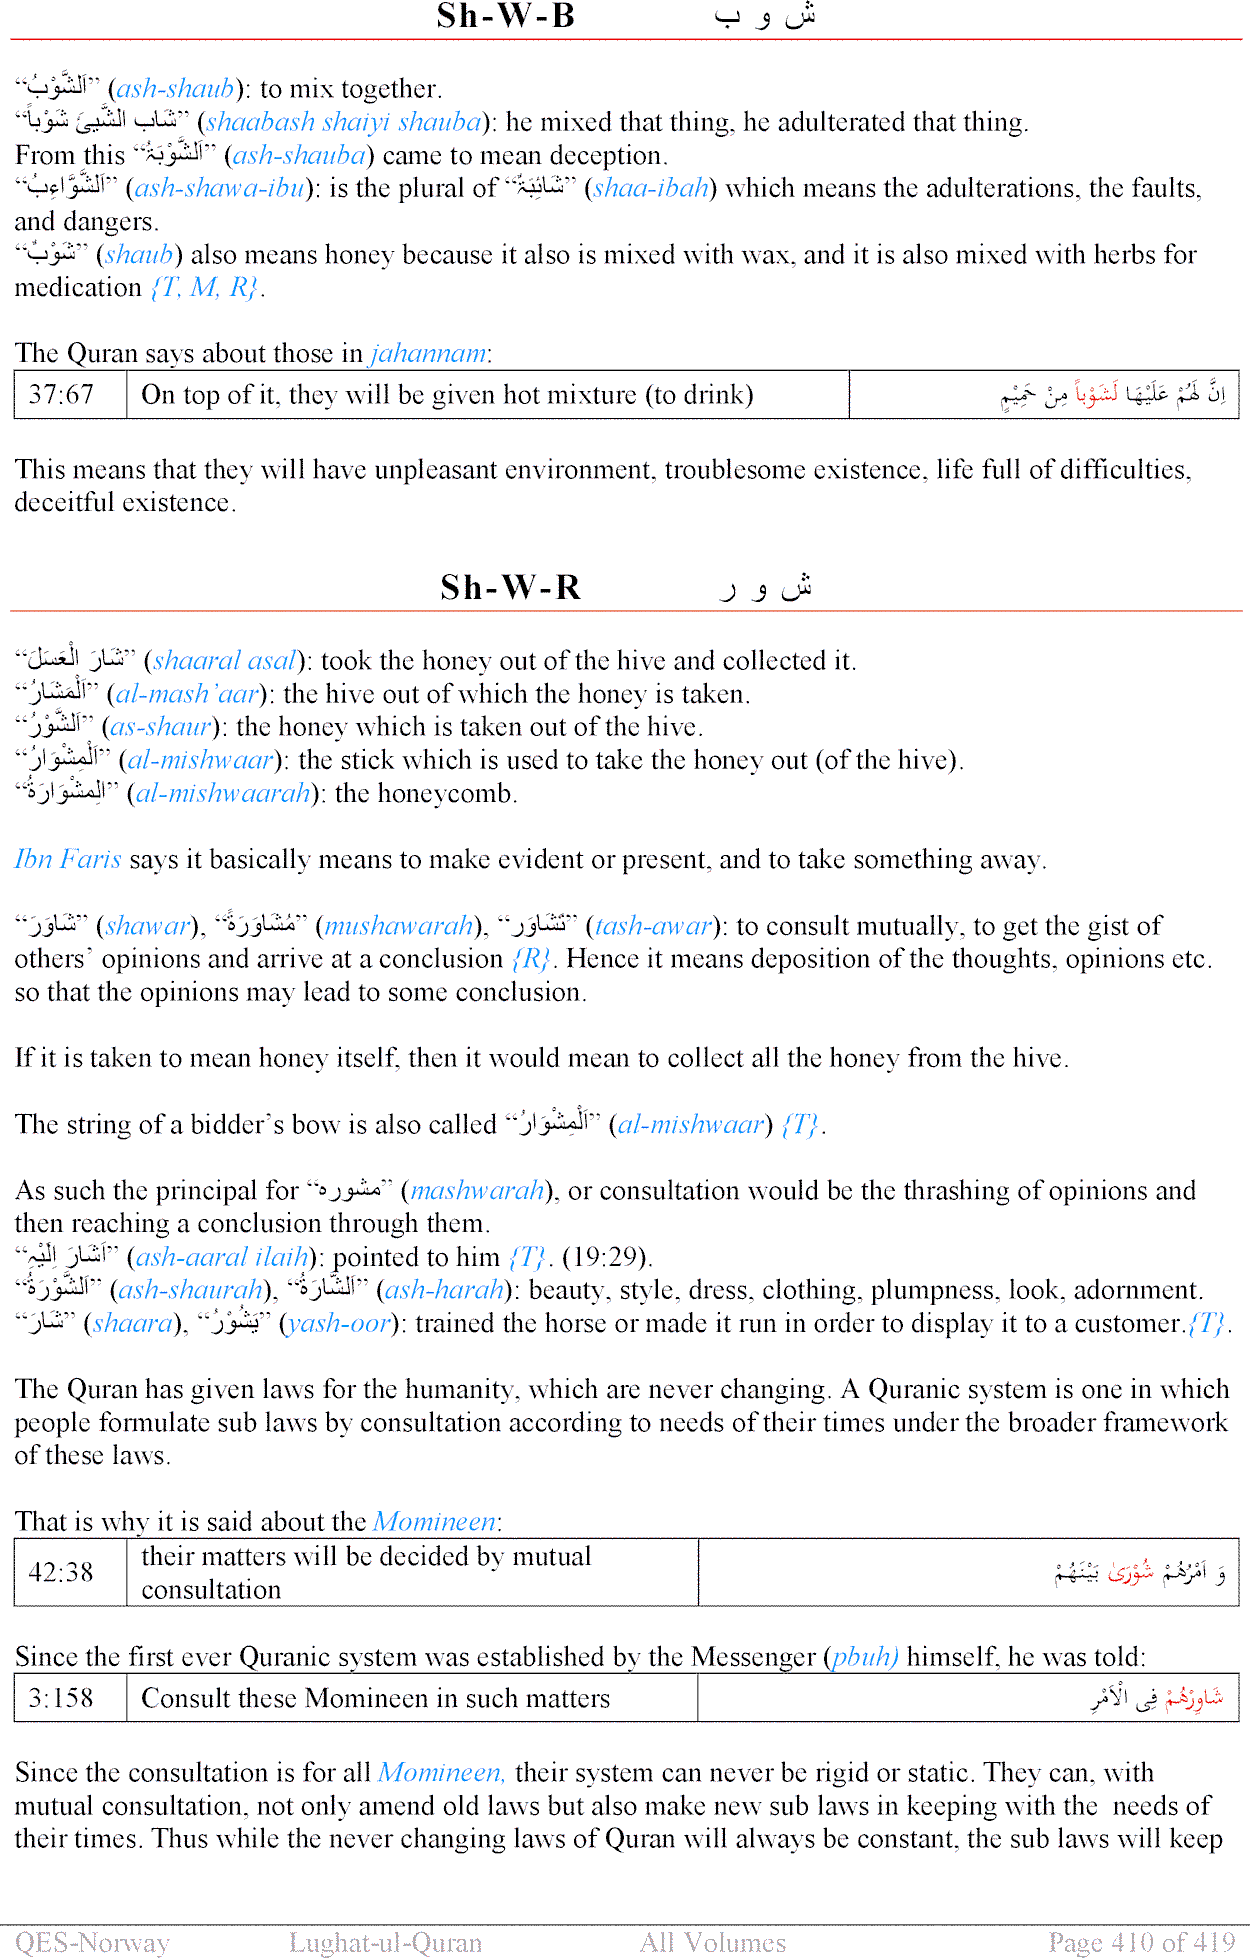 Sh-W-B ش و ب
“اَلشَّوْبُ” (ash-shaub): to mix together.
“شَاب الشَّيئَ شَوْباً” (shaabash shaiyi shauba): he mixed that thing, he adulterated that thing.
From this “اَلشَّوْبَۃُ” (ash-shauba) came to mean deception.
“اَلشَّوَّاءِبُ” (ash-shawa-ibu): is the plural of “شَائِبَۃٌ” (shaa-ibah) which means the adulterations, the faults,
and dangers.
“شَوْبٌ” (shaub) also means honey because it also is mixed with wax, and it is also mixed with herbs for
medication {T, M, R}.
The Quran says about those in jahannam:
37:67 On top of it, they will be given hot mixture (to drink) اِنَّ لَهُمْ عَلَيْهَا لَشَوْباً مِنْ حَمِيْمٍ
This means that they will have unpleasant environment, troublesome existence, life full of difficulties,
deceitful existence.
Sh-W-R ش و ر
“شَارَ الْعَسَلَ” (shaaral asal): took the honey out of the hive and collected it.
“اَلْمَشَارُ” (al-mash’aar): the hive out of which the honey is taken.
“اَلشَّوْرُ” (as-shaur): the honey which is taken out of the hive.
“اَلْمِشْوَارُ” (al-mishwaar): the stick which is used to take the honey out (of the hive).
“الِمشْوَارَةُ” (al-mishwaarah): the honeycomb.
Ibn Faris says it basically means to make evident or present, and to take something away.
“شَاوَرَ” (shawar), “مُشَاوَرَةً” (mushawarah), “تَشَاوَر” (tash-awar): to consult mutually, to get the gist of
others’ opinions and arrive at a conclusion {R}. Hence it means deposition of the thoughts, opinions etc.
so that the opinions may lead to some conclusion.
If it is taken to mean honey itself, then it would mean to collect all the honey from the hive.
The string of a bidder’s bow is also called “اَلْمِشْوَارُ” (al-mishwaar) {T}.
As such the principal for “مشورہ” (mashwarah), or consultation would be the thrashing of opinions and
then reaching a conclusion through them.
“اَشَارَ اِلَيْہِ” (ash-aaral ilaih): pointed to him {T}. (19:29).
“اَلشَّوْرَةُ” (ash-shaurah), “اَلشَّارَةُ” (ash-harah): beauty, style, dress, clothing, plumpness, look, adornment.
“شَارَ” (shaara), “يَشُوْرُ” (yash-oor): trained the horse or made it run in order to display it to a customer.{T}.
The Quran has given laws for the humanity, which are never changing. A Quranic system is one in which
people formulate sub laws by consultation according to needs of their times under the broader framework
of these laws.
That is why it is said about the Momineen:
42:38 their matters will be decided by mutual وَ اَمْرُهُمْ شُوْرَىٰ بَيْنَهُمْ
consultation
Since the first ever Quranic system was established by the Messenger (pbuh) himself, he was told:
3:158 Consult these Momineen in such matters شَاوِرْهُمْ فِى الْاَمْرِ
Since the consultation is for all Momineen, their system can never be rigid or static. They can, with
mutual consultation, not only amend old laws but also make new sub laws in keeping with the needs of
their times. Thus while the never changing laws of Quran will always be constant, the sub laws will keep
QES-Norway Lughat-ul-Quran All Volumes Page 410 of 419